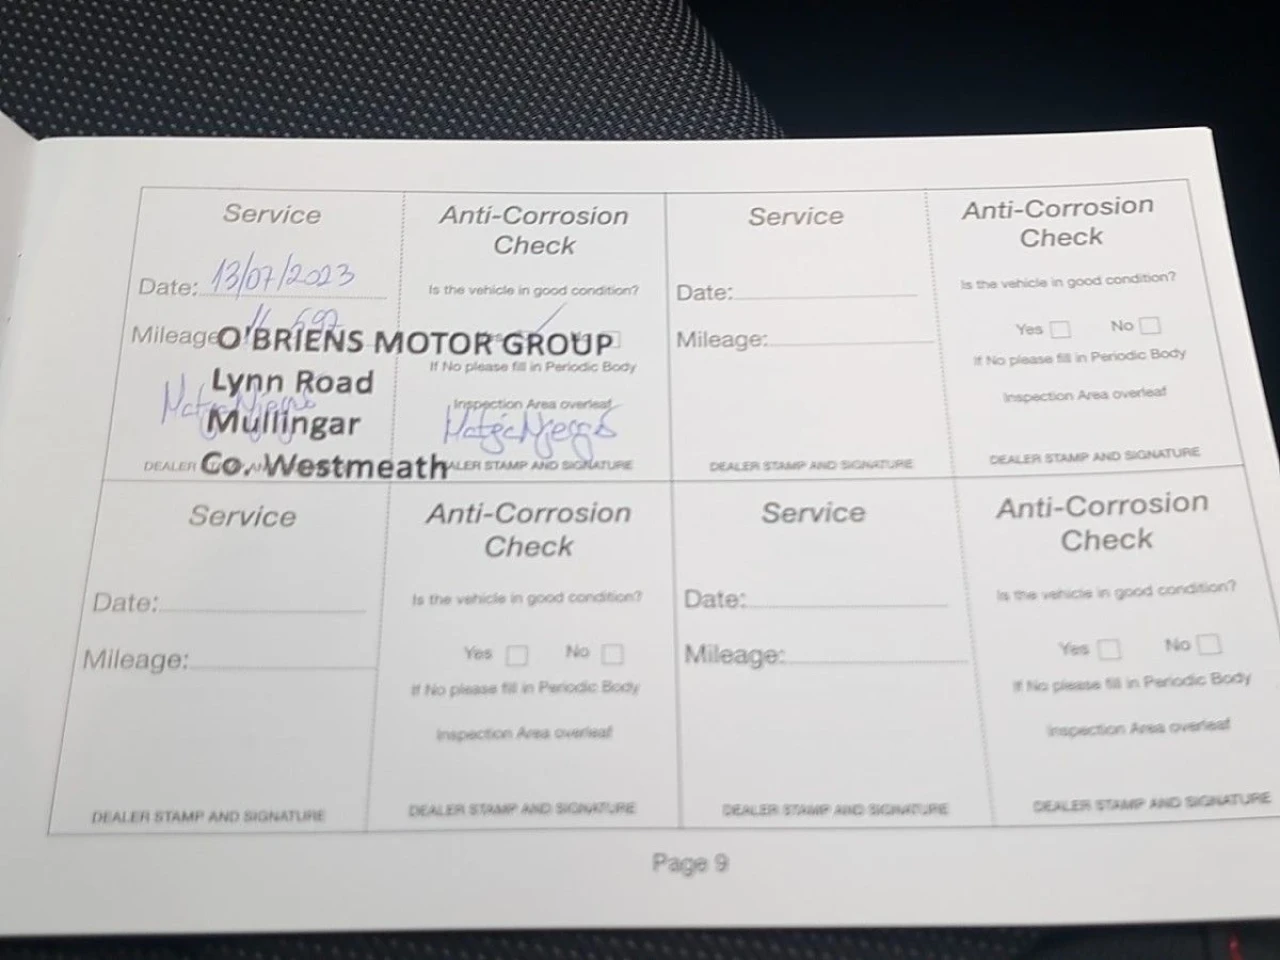 Service
Date: 13/07/2023
Mileage
O'BRIENS MOTOR GROUP
Lynn Road
Mullingar
Co. Westmeath
DEALER
Anti-Corrosion
Check
Is the vehicle in good condition?
If No please fill in Periodic Body
Inspection Area overleaf
DEALER STAMP AND SIGNATURE
Service
Date:
Mileage:
DEALER STAMP AND SIGNATURE
Anti-Corrosion
Check
Is the vehicle in good condition?
Yes No
If No please fill in Periodic Body
Inspection Area overleaf
DEALER STAMP AND SIGNATURE
Service
Date:
Mileage:
DEALER STAMP AND SIGNATURE
Anti-Corrosion
Check
Is the vehicle in good condition?
Yes No
If No please fill in Periodic Body
Inspection Area overleaf
DEALER STAMP AND SIGNATURE
Service
Date:
Mileage:
DEALER STAMP AND SIGNATURE
Anti-Corrosion
Check
Is the vehicle in good condition?
Yes No
If No please fill in Periodic Body
Inspection Area overleaf
DEALER STAMP AND SIGNATURE
Page 9